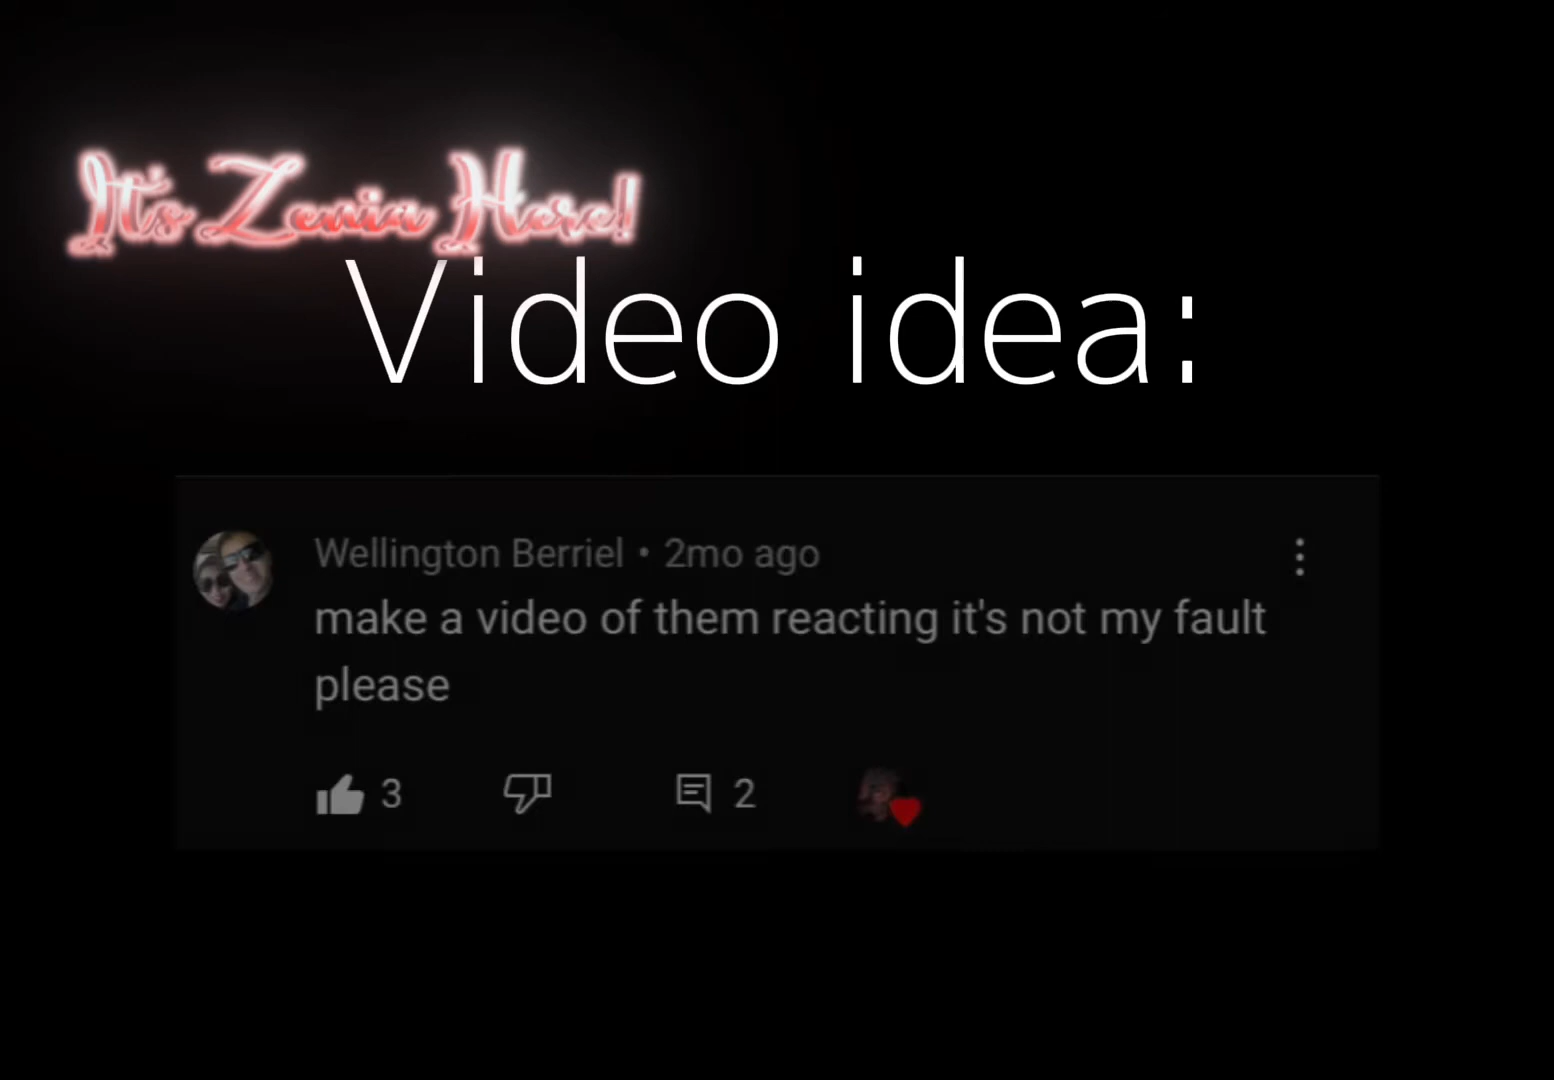 It's Zenia Here!
Video idea:
Wellington Berriel • 2mo ago
make a video of them reacting it's not my fault
please
3 2